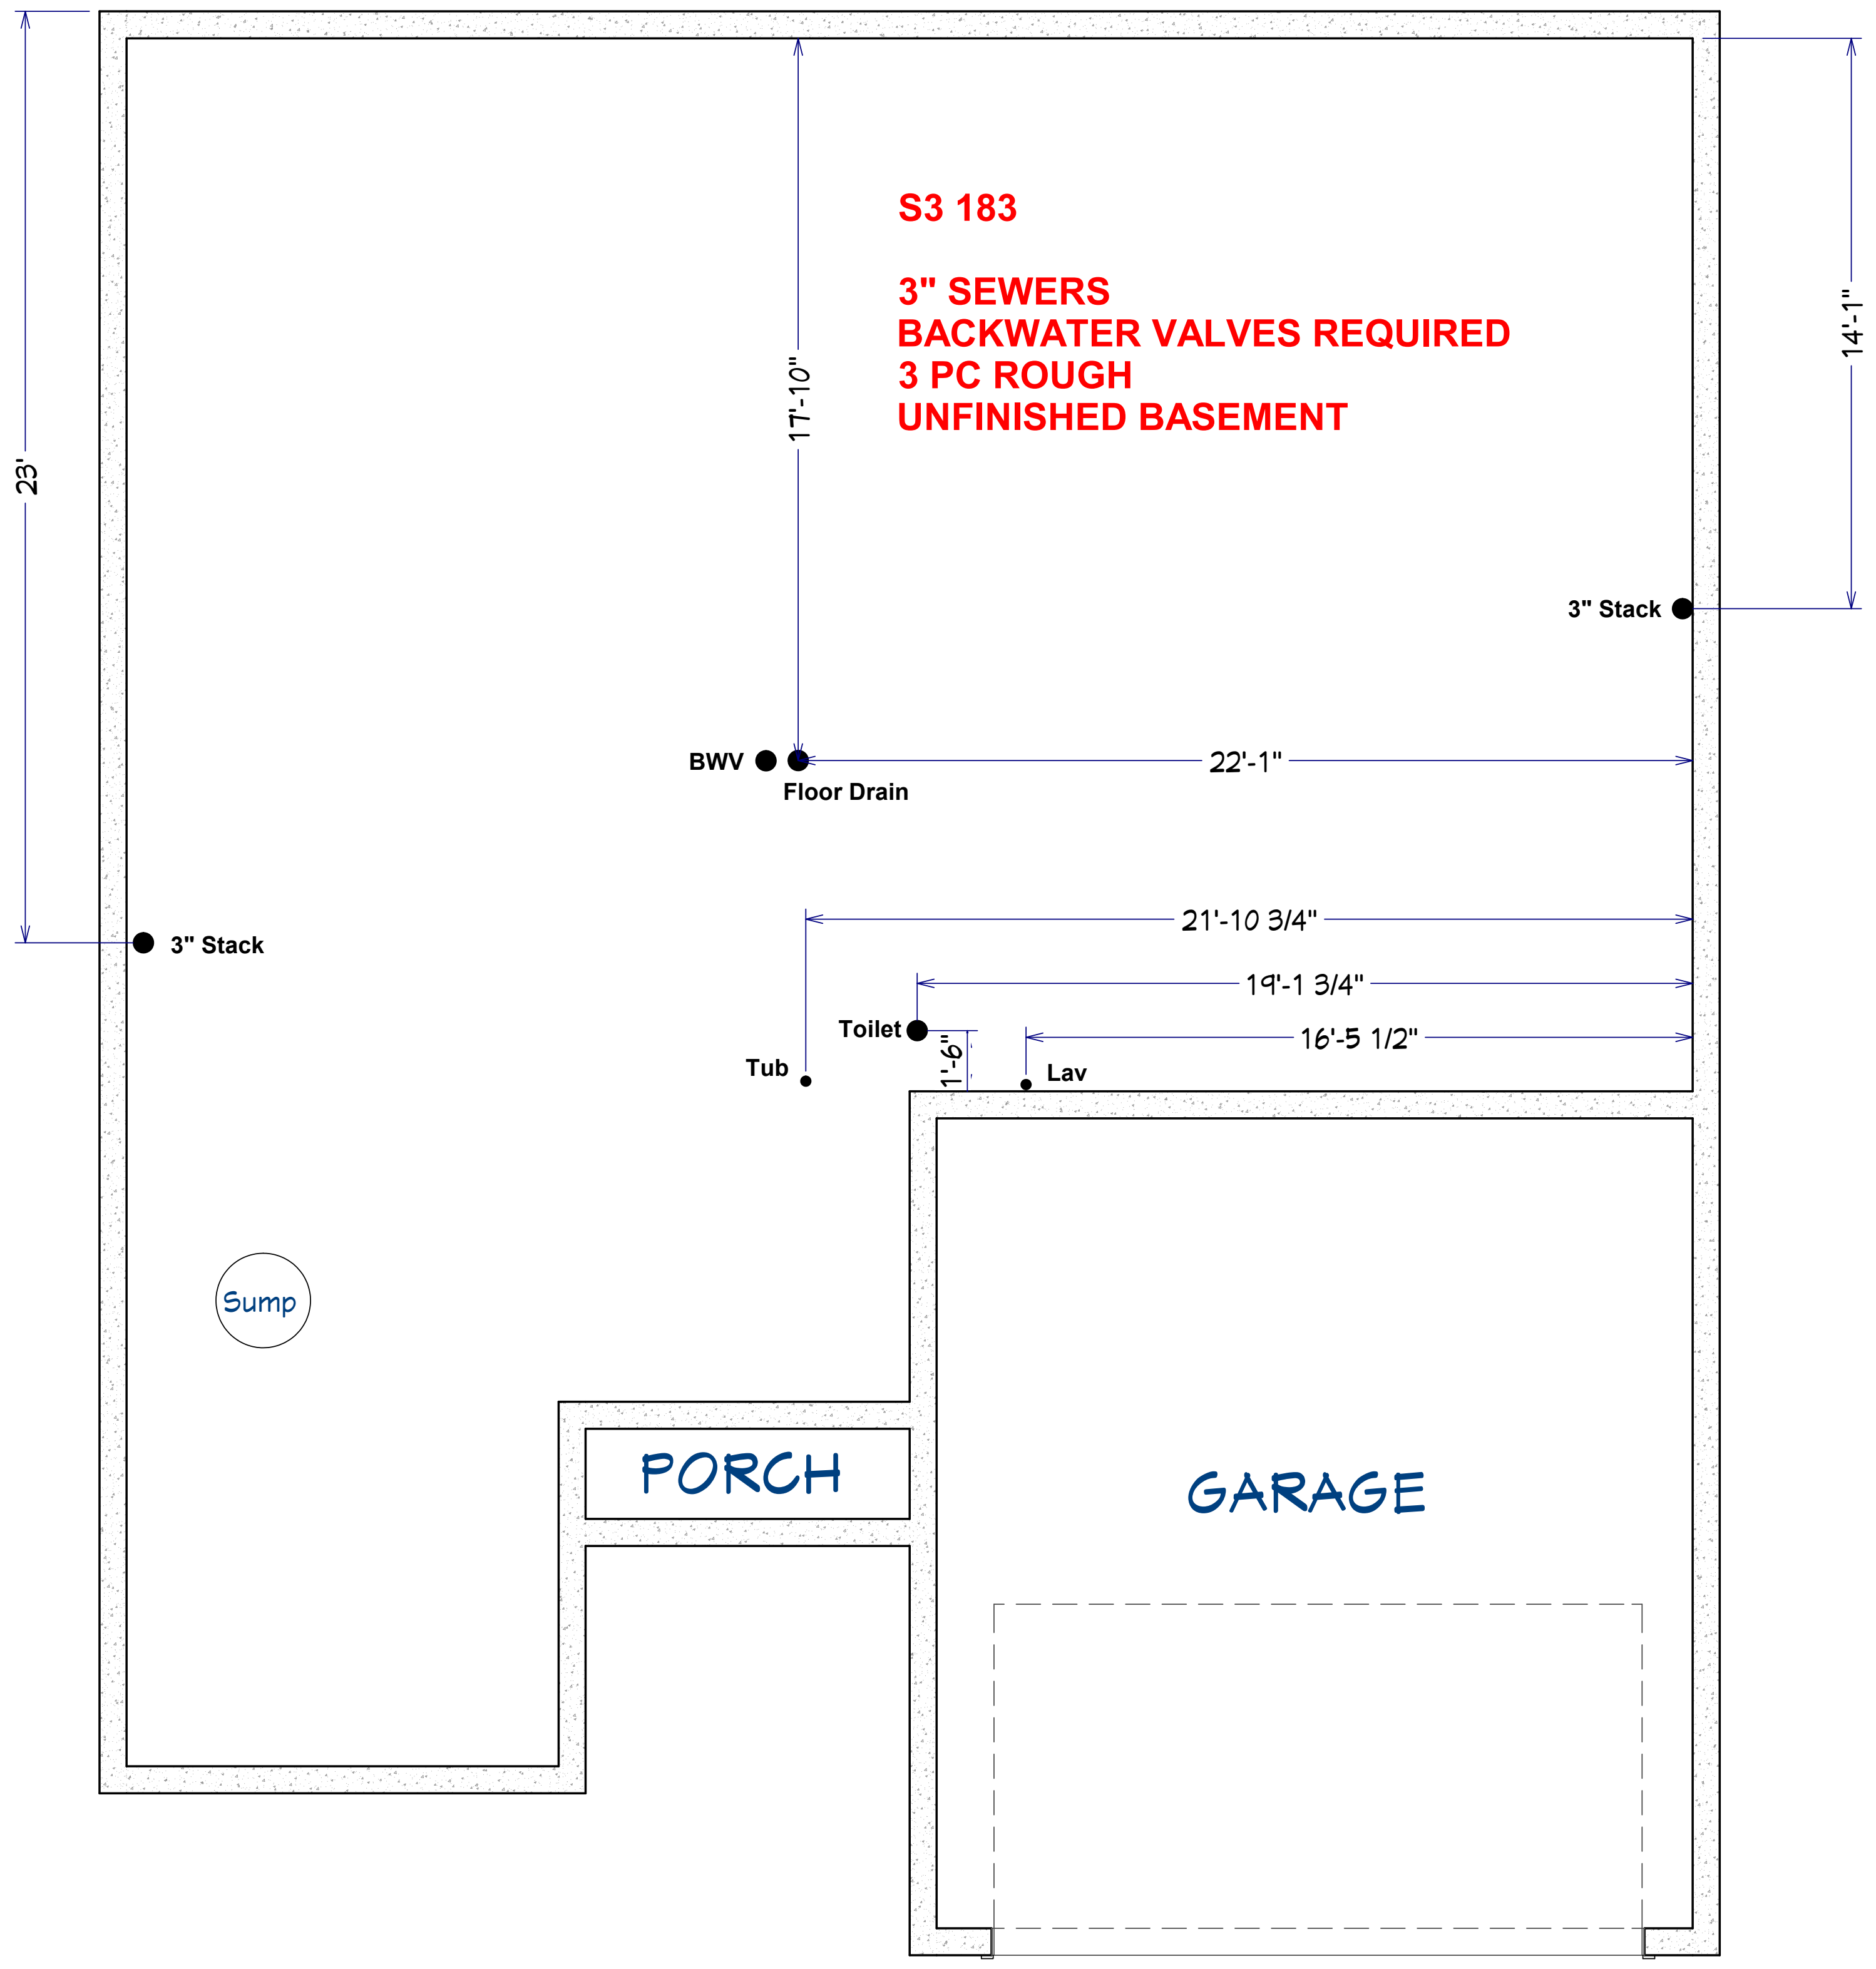 S3 183
3" SEWERS
BACKWATER VALVES REQUIRED
3 PC ROUGH
UNFINISHED BASEMENT
14'-1"
17'-10"
23'
3" Stack
BWV
22'-1"
Floor Drain
21'-10 3/4"
3" Stack
19'-1 3/4"
Toilet
16'-5 1/2"
1'-6"
Tub
Lav
Sump
PORCH
GARAGE